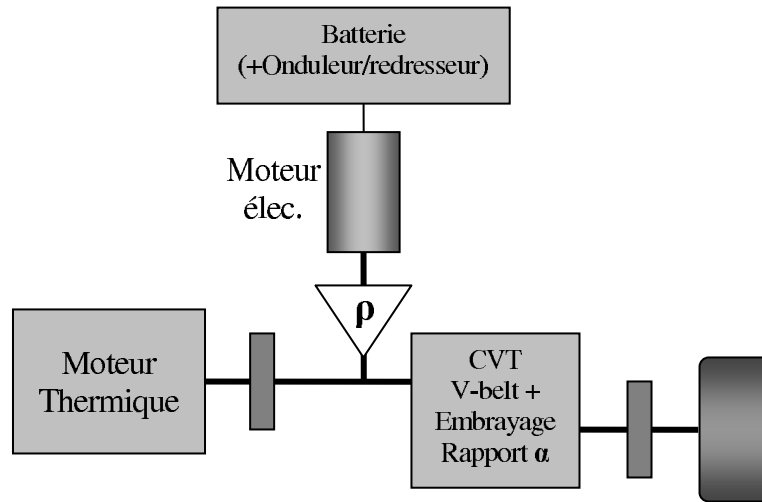 Batterie
(+Onduleur/redresseur)
Moteur
élec.
ρ
Moteur
Thermique
CVT
V-belt +
Embrayage
Rapport α